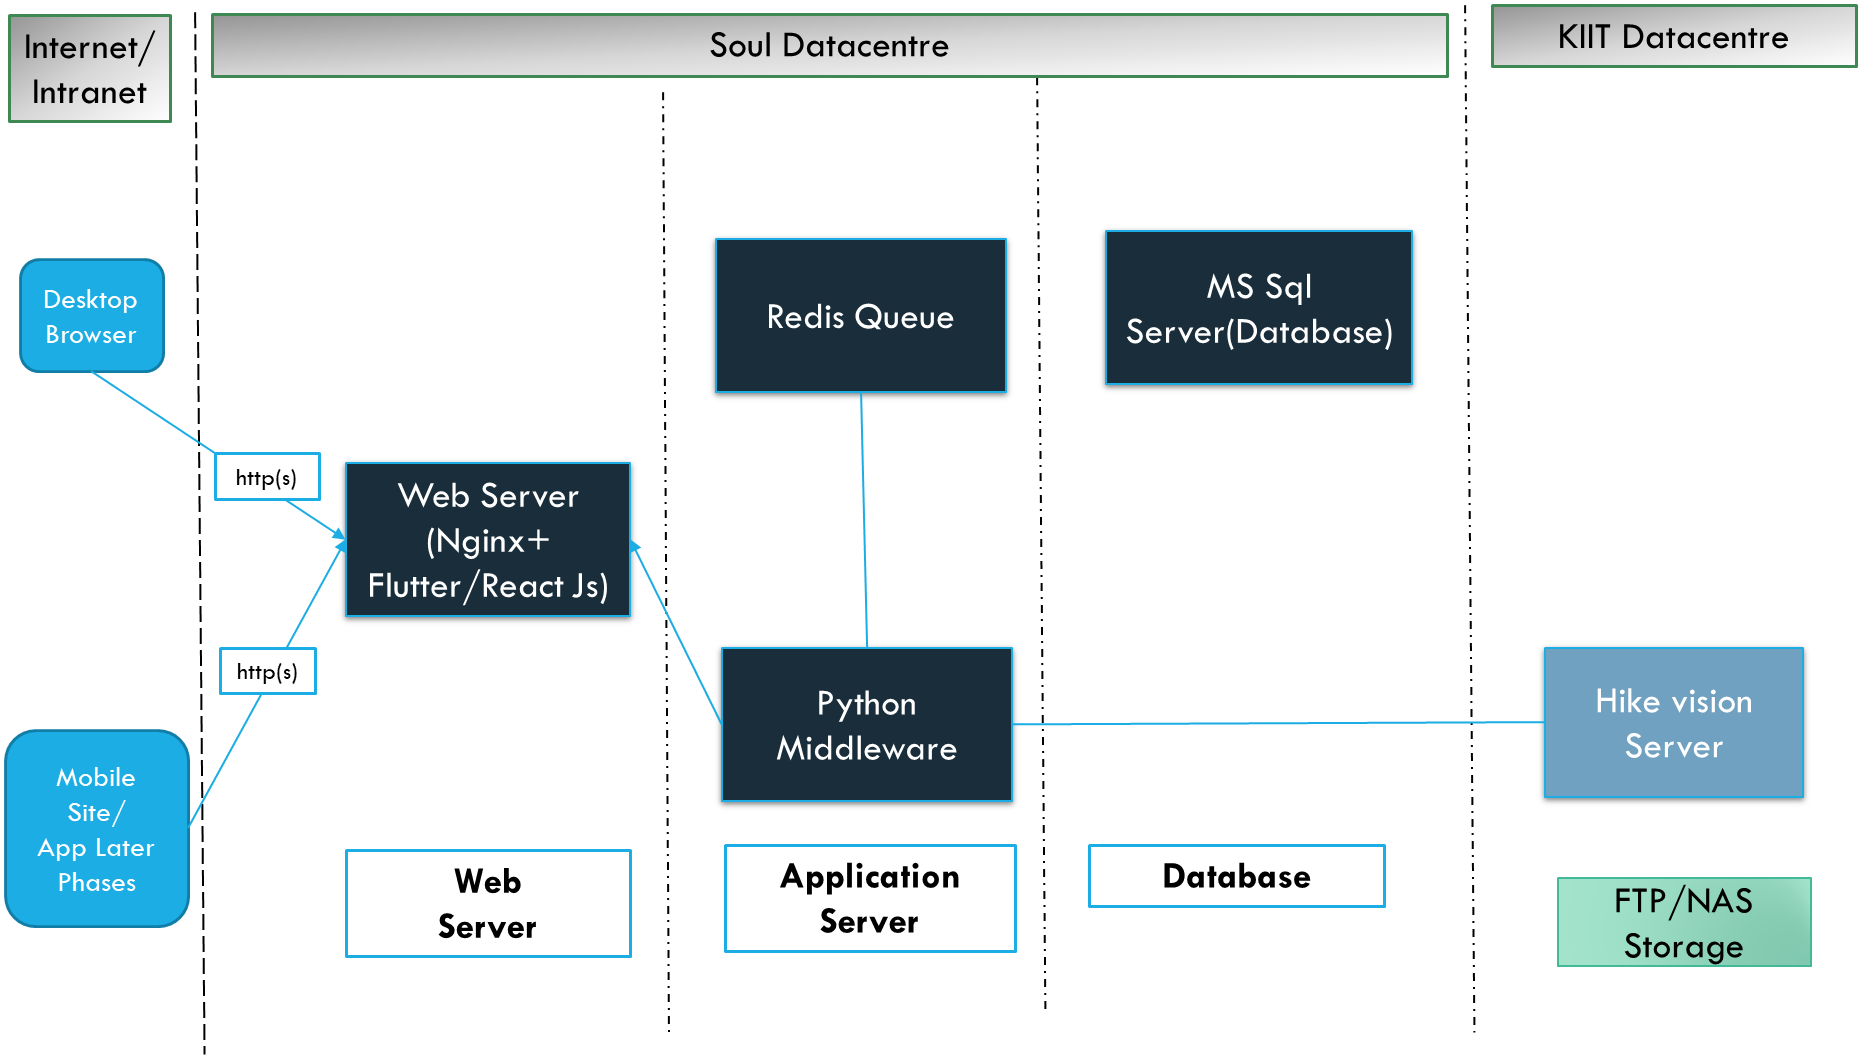 Internet/
Intranet
Soul Datacentre
KIIT Datacentre
Desktop
Browser
Redis Queue
MS Sql
Server(Database)
http(s)
Web Server
(Nginx+
Flutter/React Js)
http(s)
Python
Middleware
Hike vision
Server
Mobile
Site/
App Later
Phases
Web
Server
Application
Server
Database
FTP/NAS
Storage